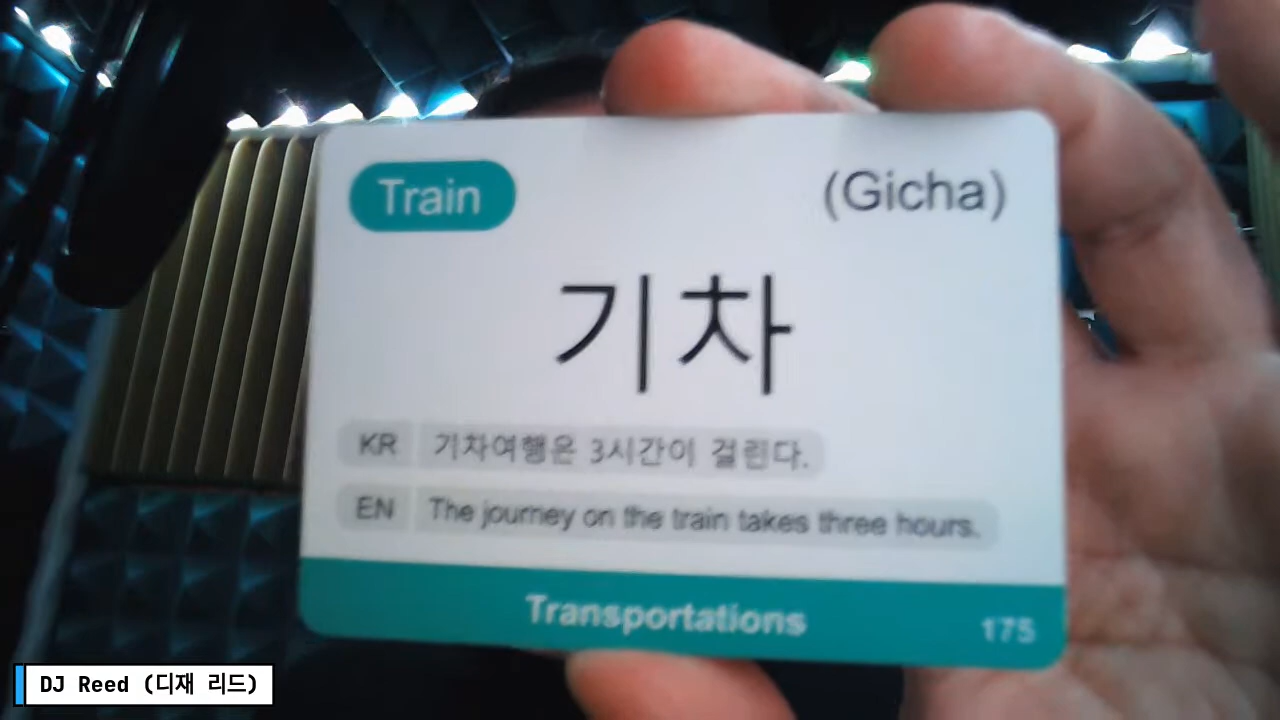 Train (Gicha)
기차
KR 기차여행은 3시간이 걸린다.
EN The journey on the train takes three hours.
Transportations 175
DJ Reed (디재 리드)